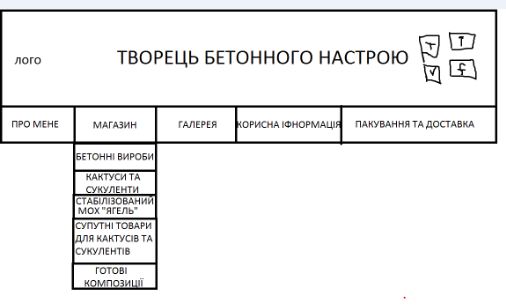 ЛОГО
ТВОРЕЦЬ БЕТОННОГО НАСТРОЮ
T T
V f
ПРО МЕНЕ
МАГАЗИН
ГАЛЕРЕЯ
КОРИСНА ІФНОРМАЦІЯ
ПАКУВАННЯ ТА ДОСТАВКА
БЕТОННІ ВИРОБИ
КАКТУСИ ТА
СУКУЛЕНТИ
СТАБІЛІЗОВАНИЙ
МОХ "ЯГЕЛЬ"
СУПУТНІ ТОВАРИ
ДЛЯ КАКТУСІВ ТА
СУКУЛЕНТІВ
ГОТОВІ
КОМПОЗИЦІЇ